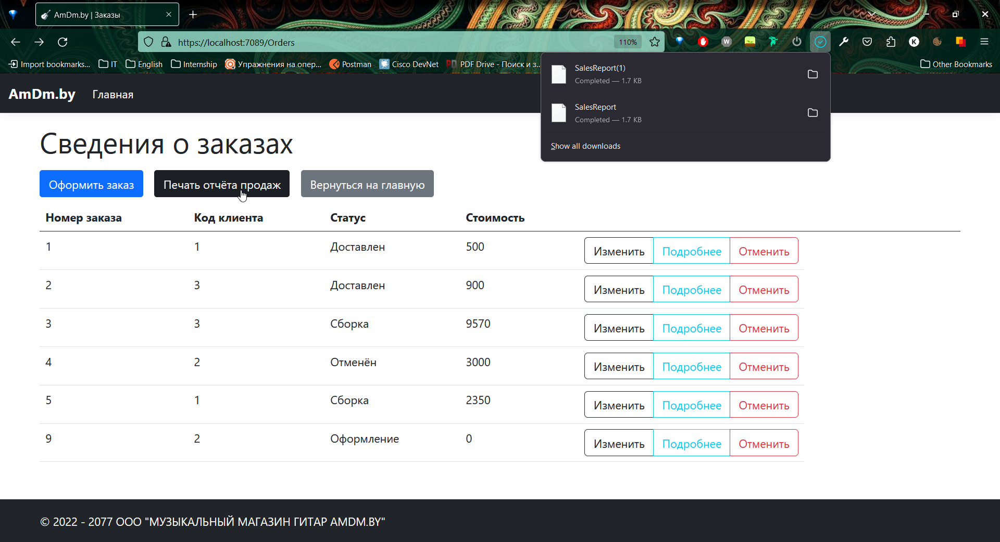 AmDm.by | Заказы
https://localhost:7089/Orders
110%
Import bookmarks...
IT
English
Internship
Упражнения на опер...
Postman
Cisco DevNet
PDF Drive - Поиск и з...
Other Bookmarks
SalesReport(1)
Completed — 1.7 KB
SalesReport
Completed — 1.7 KB
Show all downloads
AmDm.by
Главная
Сведения о заказах
Оформить заказ
Печать отчёта продаж
Вернуться на главную
Номер заказа Код клиента Статус Стоимость
1 1 Доставлен 500 Изменить Подробнее Отменить
2 3 Доставлен 900 Изменить Подробнее Отменить
3 3 Сборка 9570 Изменить Подробнее Отменить
4 2 Отменён 3000 Изменить Подробнее Отменить
5 1 Сборка 2350 Изменить Подробнее Отменить
9 2 Оформление 0 Изменить Подробнее Отменить
© 2022 - 2077 ООО "МУЗЫКАЛЬНЫЙ МАГАЗИН ГИТАР AMDM.BY"